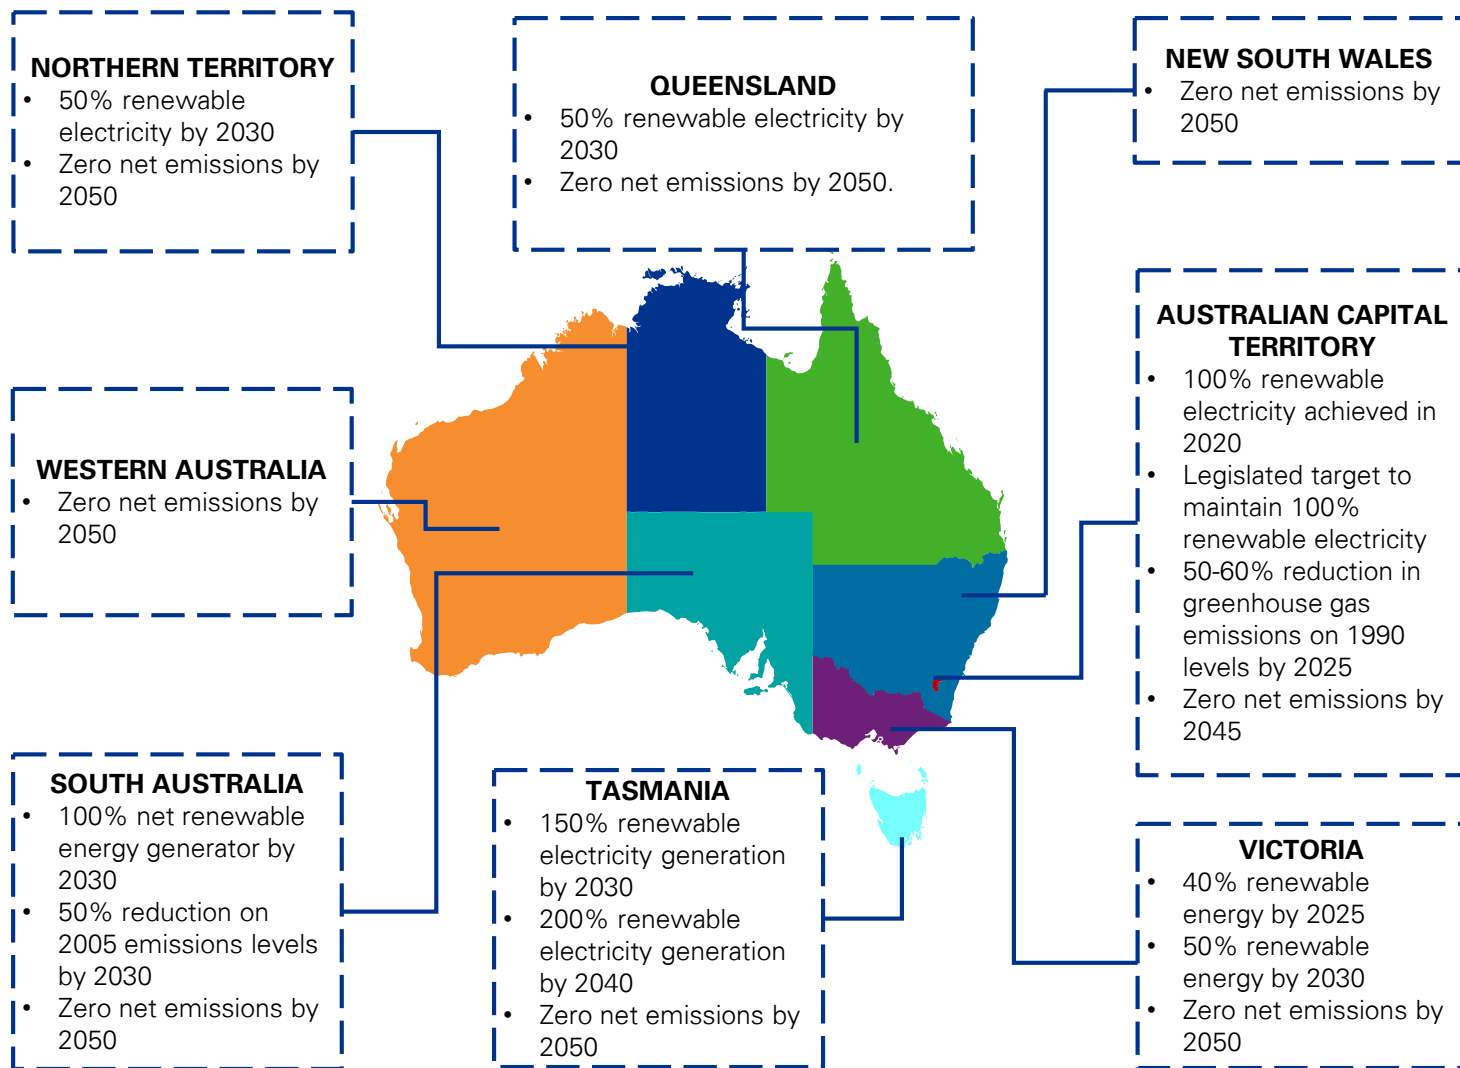 NORTHERN TERRITORY
• 50% renewable
electricity by 2030
• Zero net emissions by
2050
QUEENSLAND
• 50% renewable electricity by
2030
• Zero net emissions by 2050.
NEW SOUTH WALES
• Zero net emissions by
2050
WESTERN AUSTRALIA
• Zero net emissions by
2050
AUSTRALIAN CAPITAL
TERRITORY
• 100% renewable
electricity achieved in
2020
• Legislated target to
maintain 100%
renewable electricity
• 50-60% reduction in
greenhouse gas
emissions on 1990
levels by 2025
• Zero net emissions by
2045
SOUTH AUSTRALIA
• 100% net renewable
energy generator by
2030
• 50% reduction on
2005 emissions levels
by 2030
• Zero net emissions by
2050
TASMANIA
• 150% renewable
electricity generation
by 2030
• 200% renewable
electricity generation
by 2040
• Zero net emissions by
2050
VICTORIA
• 40% renewable
energy by 2025
• 50% renewable
energy by 2030
• Zero net emissions by
2050